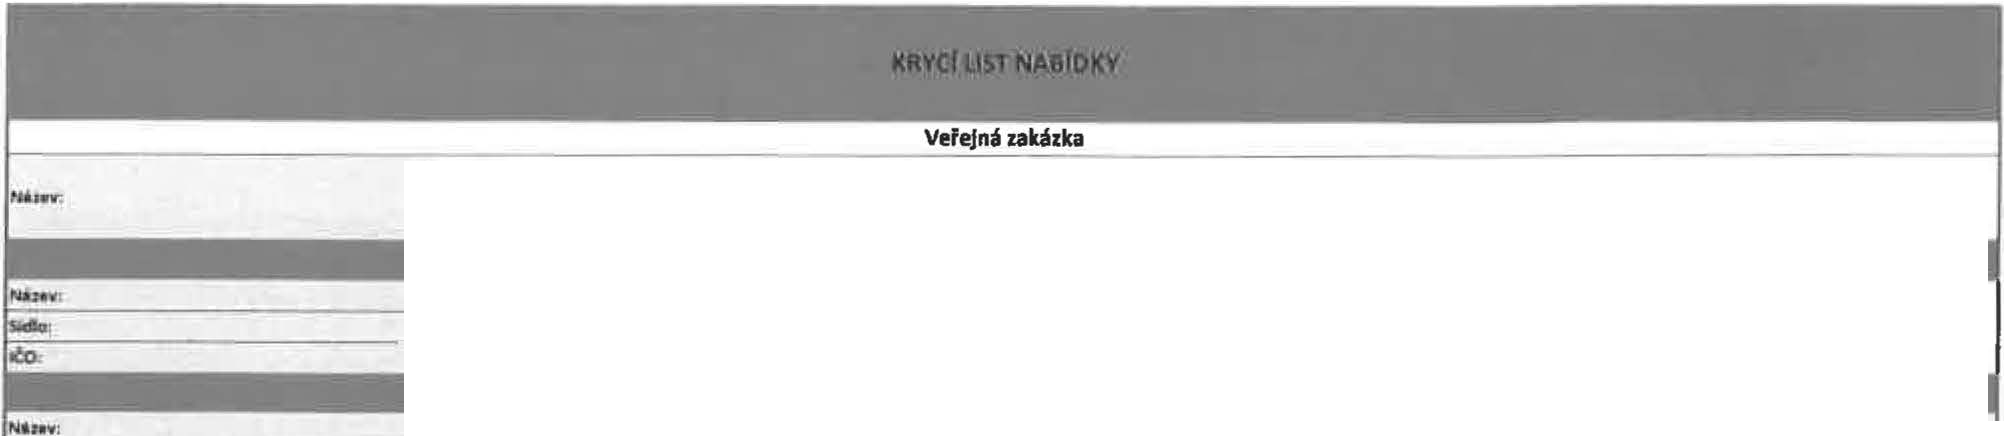 KRYCÍ LIST NABÍDKY
Veřejná zakázka
Název:
Název:
Sídlo:
IČO:
Název: